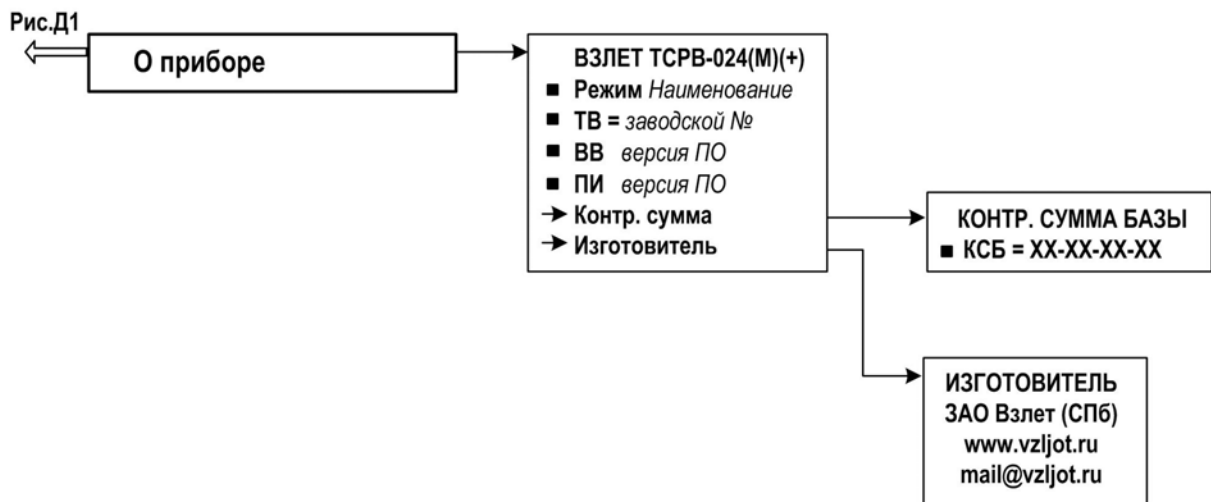 Рис.Д1
О приборе
ВЗЛЕТ ТСРВ-024(М)(+)
■ Режим Наименование
■ ТВ = заводской №
■ ВВ версия ПО
■ ПИ версия ПО
→ Контр. сумма
→ Изготовитель
КОНТР. СУММА БАЗЫ
■ КСБ = XX-XX-XX-XX
ИЗГОТОВИТЕЛЬ
ЗАО Взлет (СПб)
www.vzljot.ru
mail@vzljot.ru